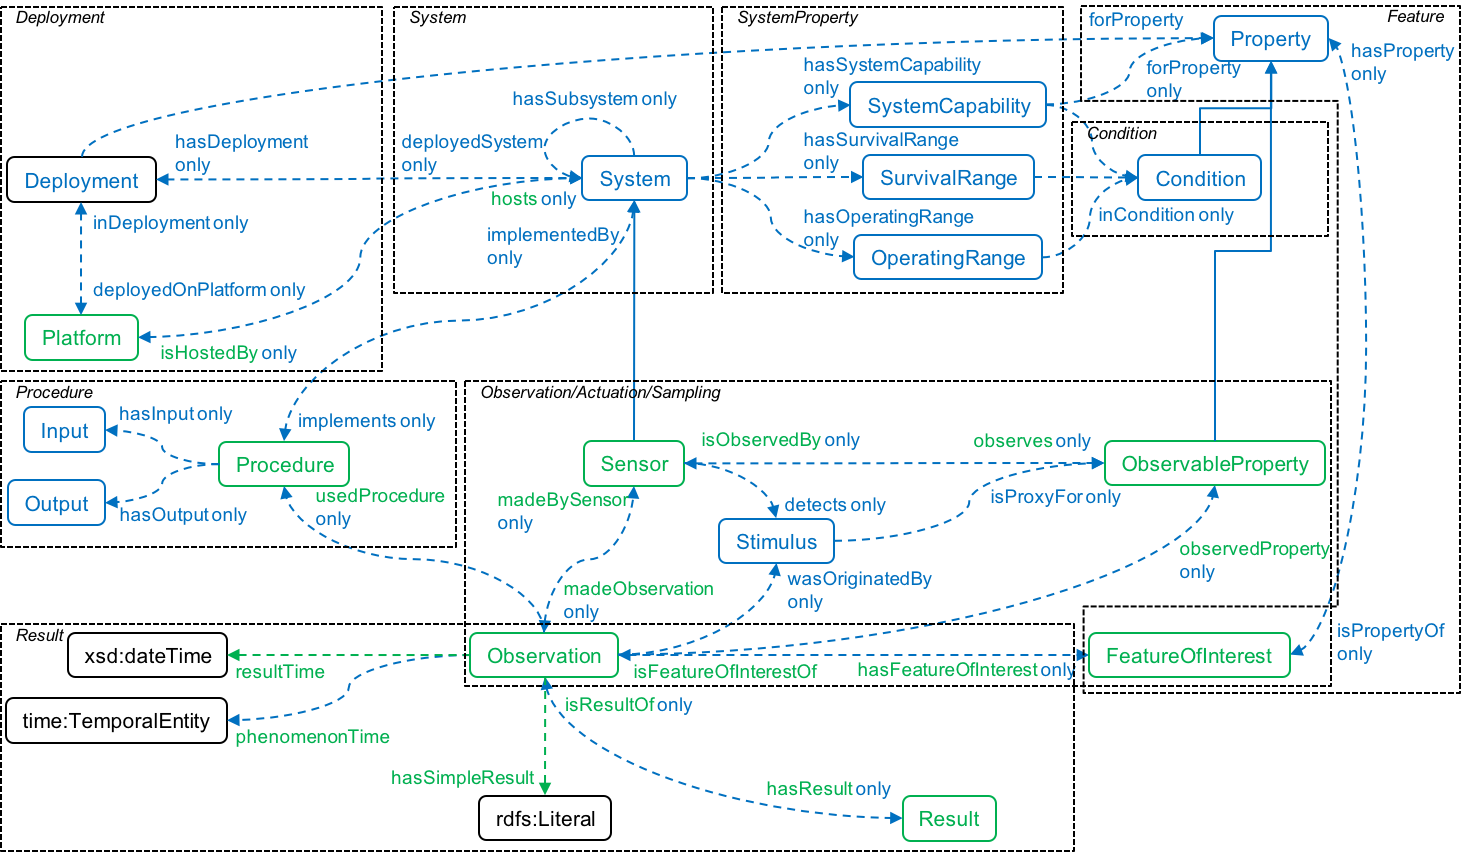 Deployment
System
SystemProperty
Feature
forProperty
Property
hasProperty
only
hasSystemCapability
only
forProperty
only
SystemCapability
hasSubsystem only
hasDeployment
only
deployedSystem
only
hasSurvivalRange
only
Condition
Deployment
System
SurvivalRange
Condition
hosts only
inDeployment only
implementedBy
only
hasOperatingRange
only
inCondition only
OperatingRange
deployedOnPlatform only
Platform
isHostedBy only
Procedure
Observation/Actuation/Sampling
hasInput only
Input
implements only
isObservedBy only
observes only
Procedure
Sensor
ObservableProperty
Output
hasOutput only
usedProcedure
only
madeBySensor
only
detects only
isProxyFor only
Stimulus
observedProperty
only
madeObservation
only
wasOriginatedBy
only
Result
isPropertyOf
only
xsd:dateTime
resultTime
Observation
isFeatureOfInterestOf
hasFeatureOfInterest only
FeatureOfInterest
time:TemporalEntity
phenomenonTime
isResultOf only
hasSimpleResult
hasResult only
rdfs:Literal
Result